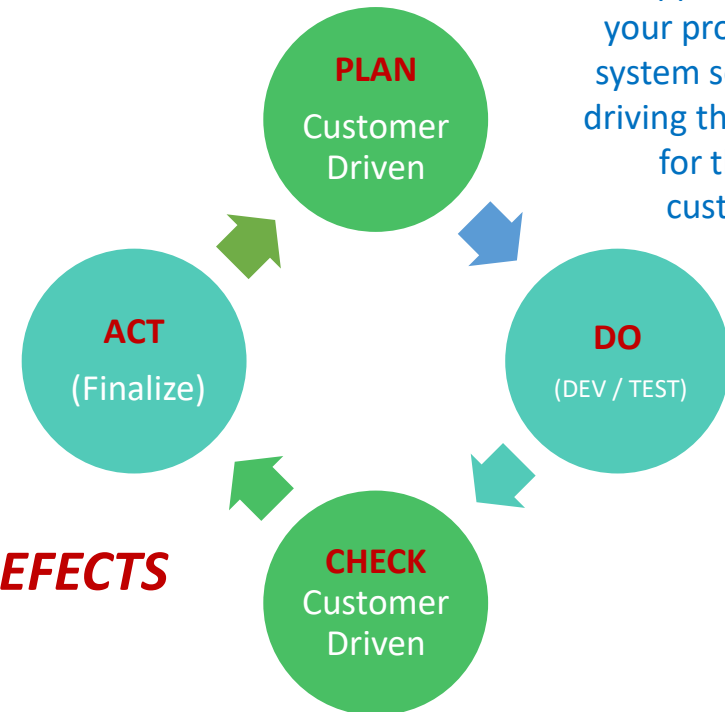 PLAN
Customer
Driven
your pro
system s
driving th
for t
cust
ACT
(Finalize)
DO
(DEV / TEST)
EFECTS
CHECK
Customer
Driven